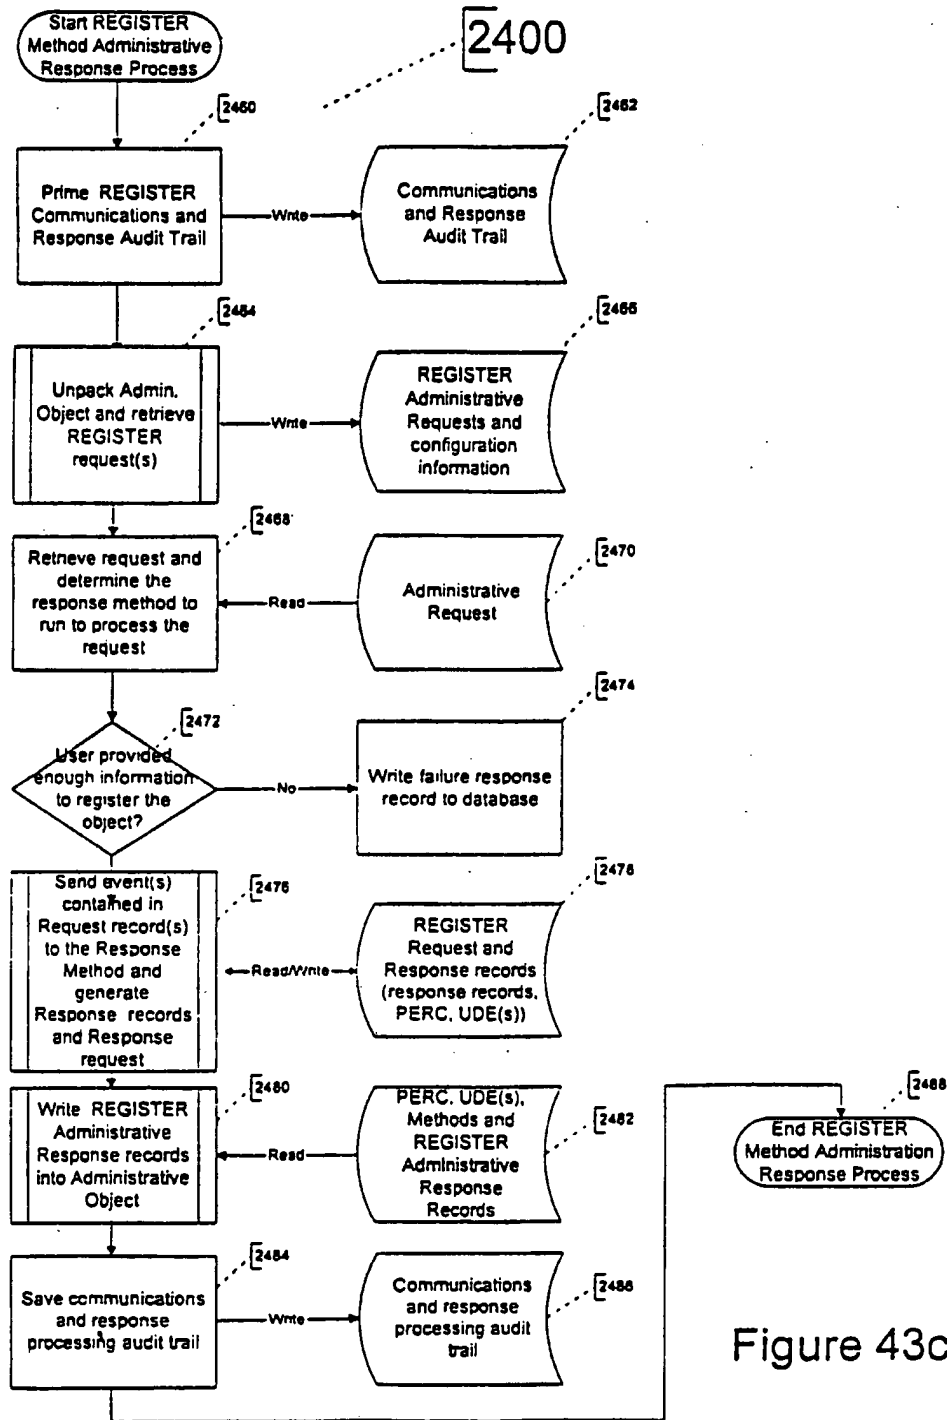 Start REGISTER
Method Administrative
Response Process
2400
2460
2462
Prime REGISTER
Communications and
Response Audit Trail
Write
Communications
and Response
Audit Trail
2464
2466
Unpack Admin.
Object and retrieve
REGISTER
request(s)
Write
REGISTER
Administrative
Requests and
configuration
information
2468
2470
Retrieve request and
determine the
response method to
run to process the
request
Read
Administrative
Request
2472
2474
User provided
enough information
to register the
object?
No
Write failure response
record to database
2476
2478
Send event(s)
contained in
Request record(s)
to the Response
Method and
generate
Response records
and Response
request
Read/Write
REGISTER
Request and
Response records
(response records,
PERC, UDE(s))
2480
2482
Write REGISTER
Administrative
Response records
into Administrative
Object
Read
PERC, UDE(s),
Methods and
REGISTER
Administrative
Response
Records
2488
End REGISTER
Method Administration
Response Process
2484
2486
Save communications
and response
processing audit trail
Write
Communications
and response
processing audit
trail
Figure 43c